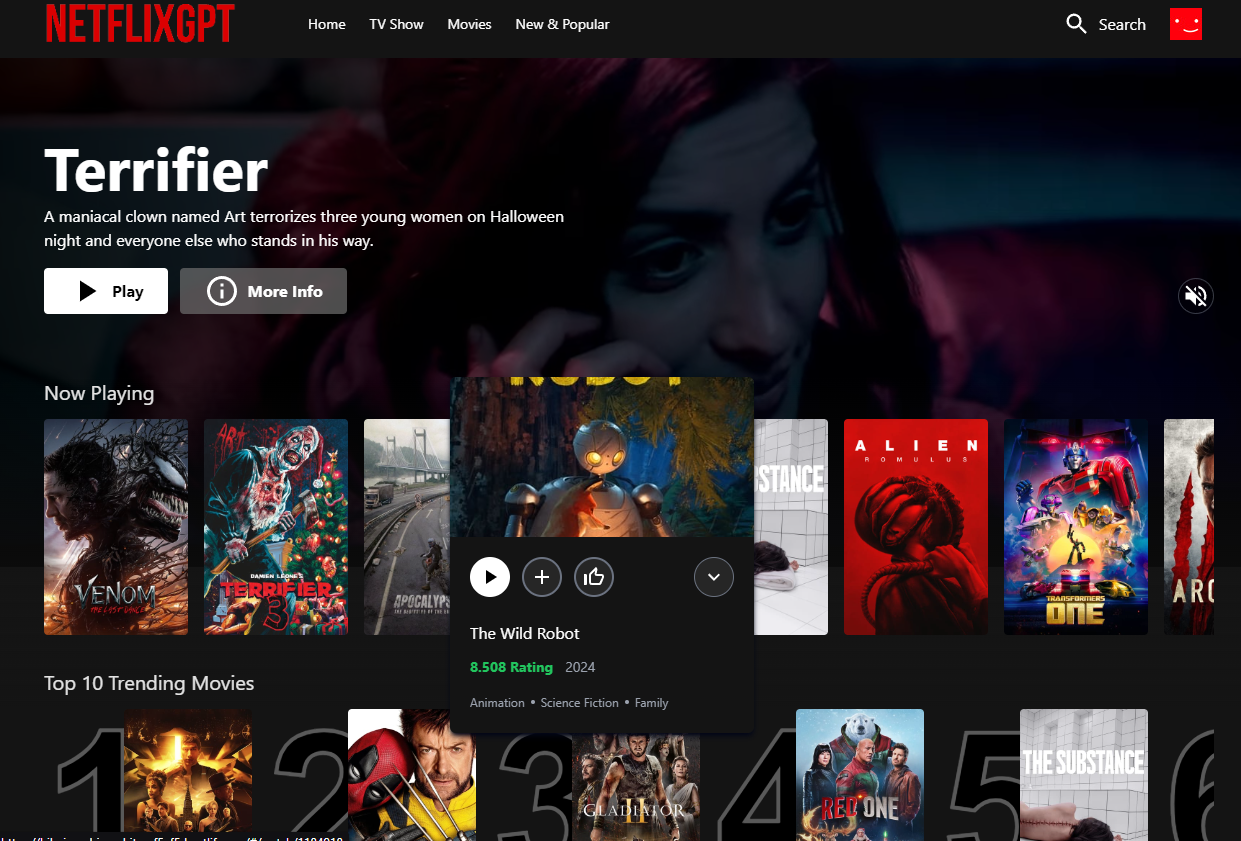 NETFLIXGPT
Home
TV Show
Movies
New & Popular
Search
Terrifier
A maniacal clown named Art terrorizes three young women on Halloween
night and everyone else who stands in his way.
Play
More Info
Now Playing
ROBOT
VENOM
THE LAST DANCE
ART
DAMIEN LEONE'S
TERRIFIER
3
APOCALYPS
STANCE
ALIEN
ROMULUS
TRANSFORMERS
ONE
ARC
The Wild Robot
8.508 Rating
2024
Animation • Science Fiction • Family
Top 10 Trending Movies
1
2
3
GLADIATOR
II
4
RED ONE
5
THE SUBSTANCE
6